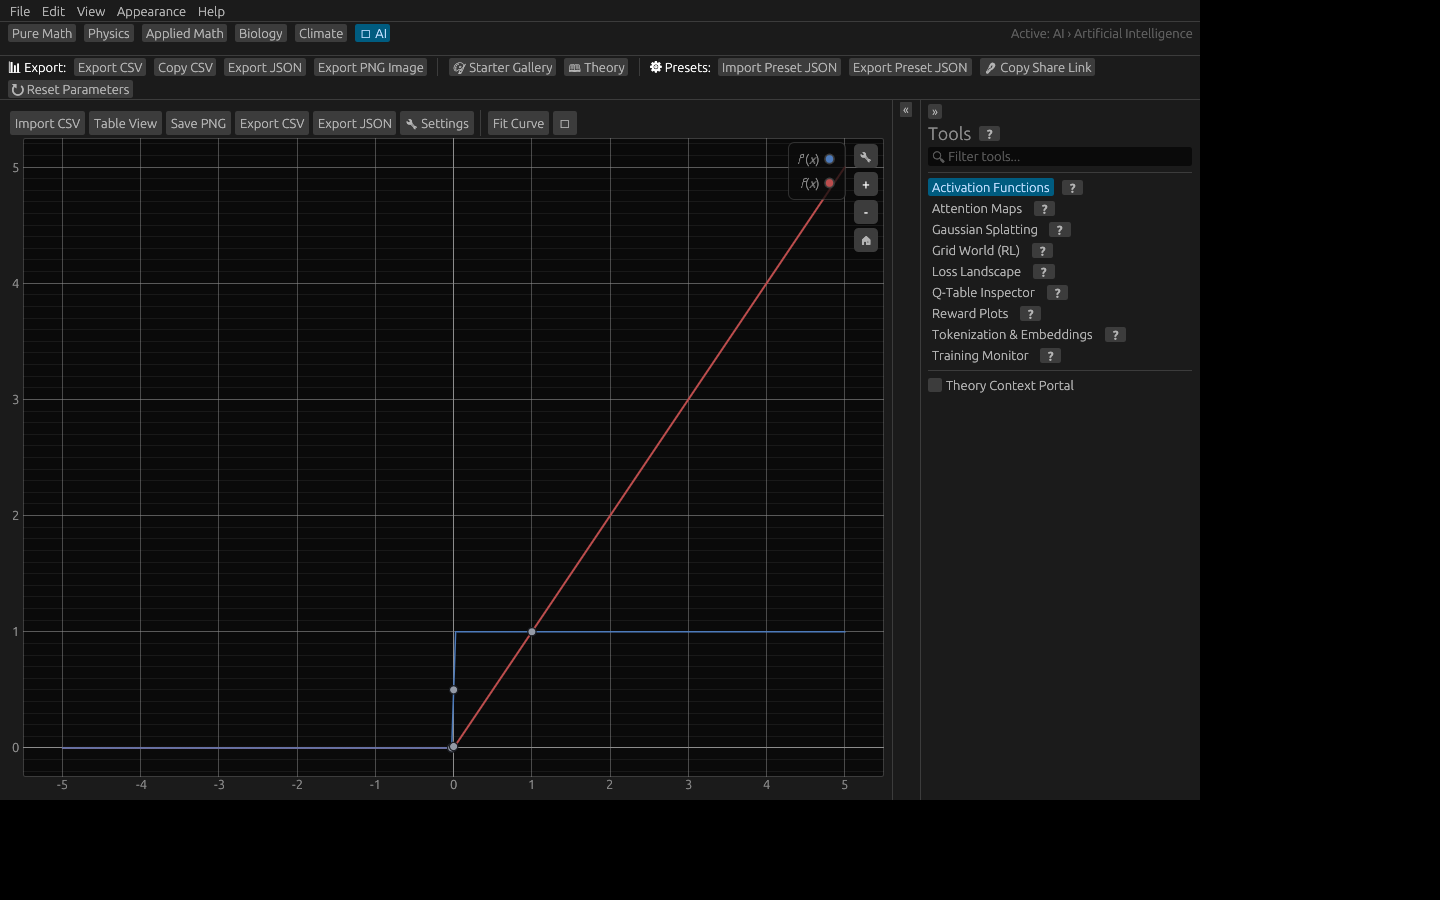 File Edit View Appearance Help
Pure Math Physics Applied Math Biology Climate AI Active: AI › Artificial Intelligence
Export: Export CSV Copy CSV Export JSON Export PNG Image Starter Gallery Theory Presets: Import Preset JSON Export Preset JSON Copy Share Link
Reset Parameters
Import CSV Table View Save PNG Export CSV Export JSON Settings Fit Curve
« »
Tools ?
Filter tools...
Activation Functions ?
Attention Maps ?
Gaussian Splatting ?
Grid World (RL) ?
Loss Landscape ?
Q-Table Inspector ?
Reward Plots ?
Tokenization & Embeddings ?
Training Monitor ?
Theory Context Portal
f'(x)
f(x)
+
-
5
4
3
2
1
0
-5 -4 -3 -2 -1 0 1 2 3 4 5